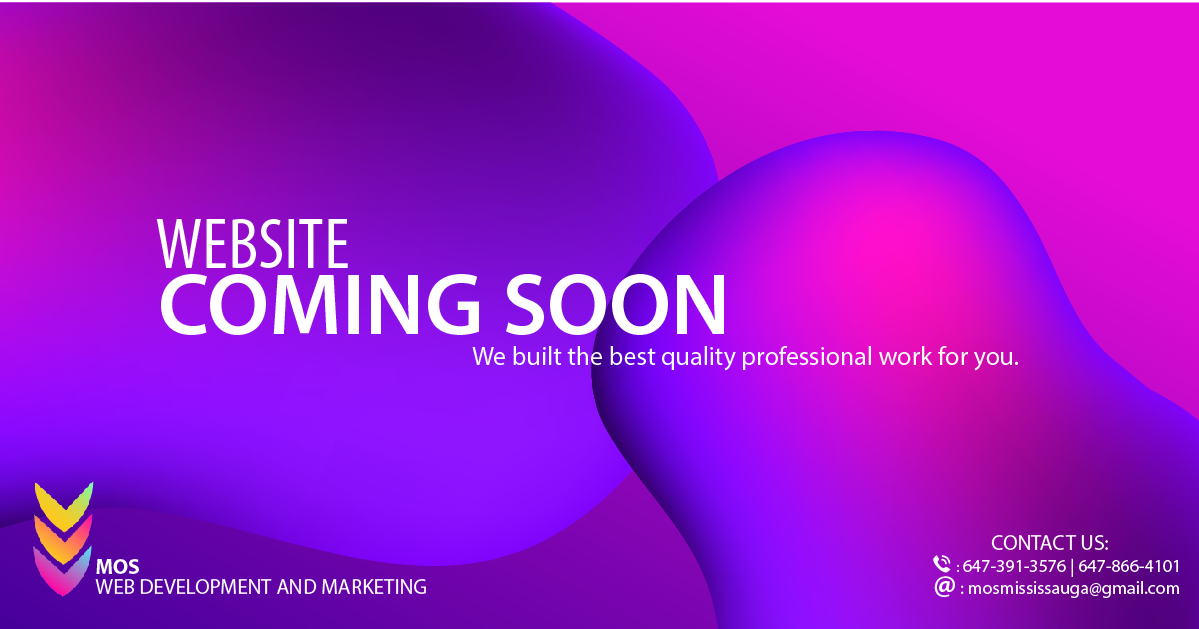 WEBSITE
COMING SOON
We built the best quality professional work for you.
MOS
WEB DEVELOPMENT AND MARKETING
CONTACT US:
: 647-391-3576 | 647-866-4101
@ : mosmississauga@gmail.com